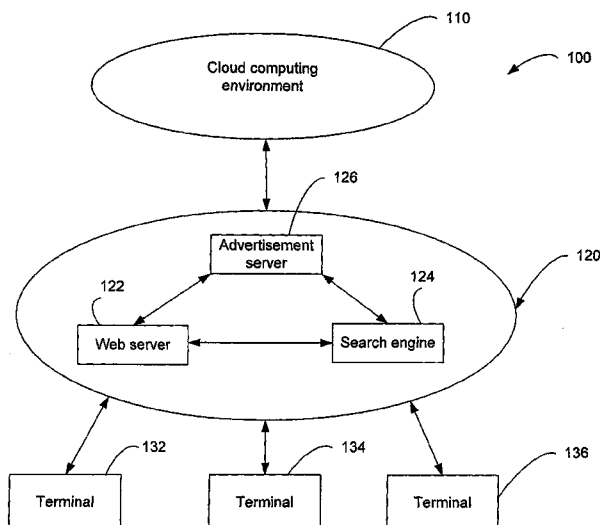 110
Cloud computing
environment
100
126
Advertisement
server
120
122
124
Web server
Search engine
132
134
136
Terminal
Terminal
Terminal